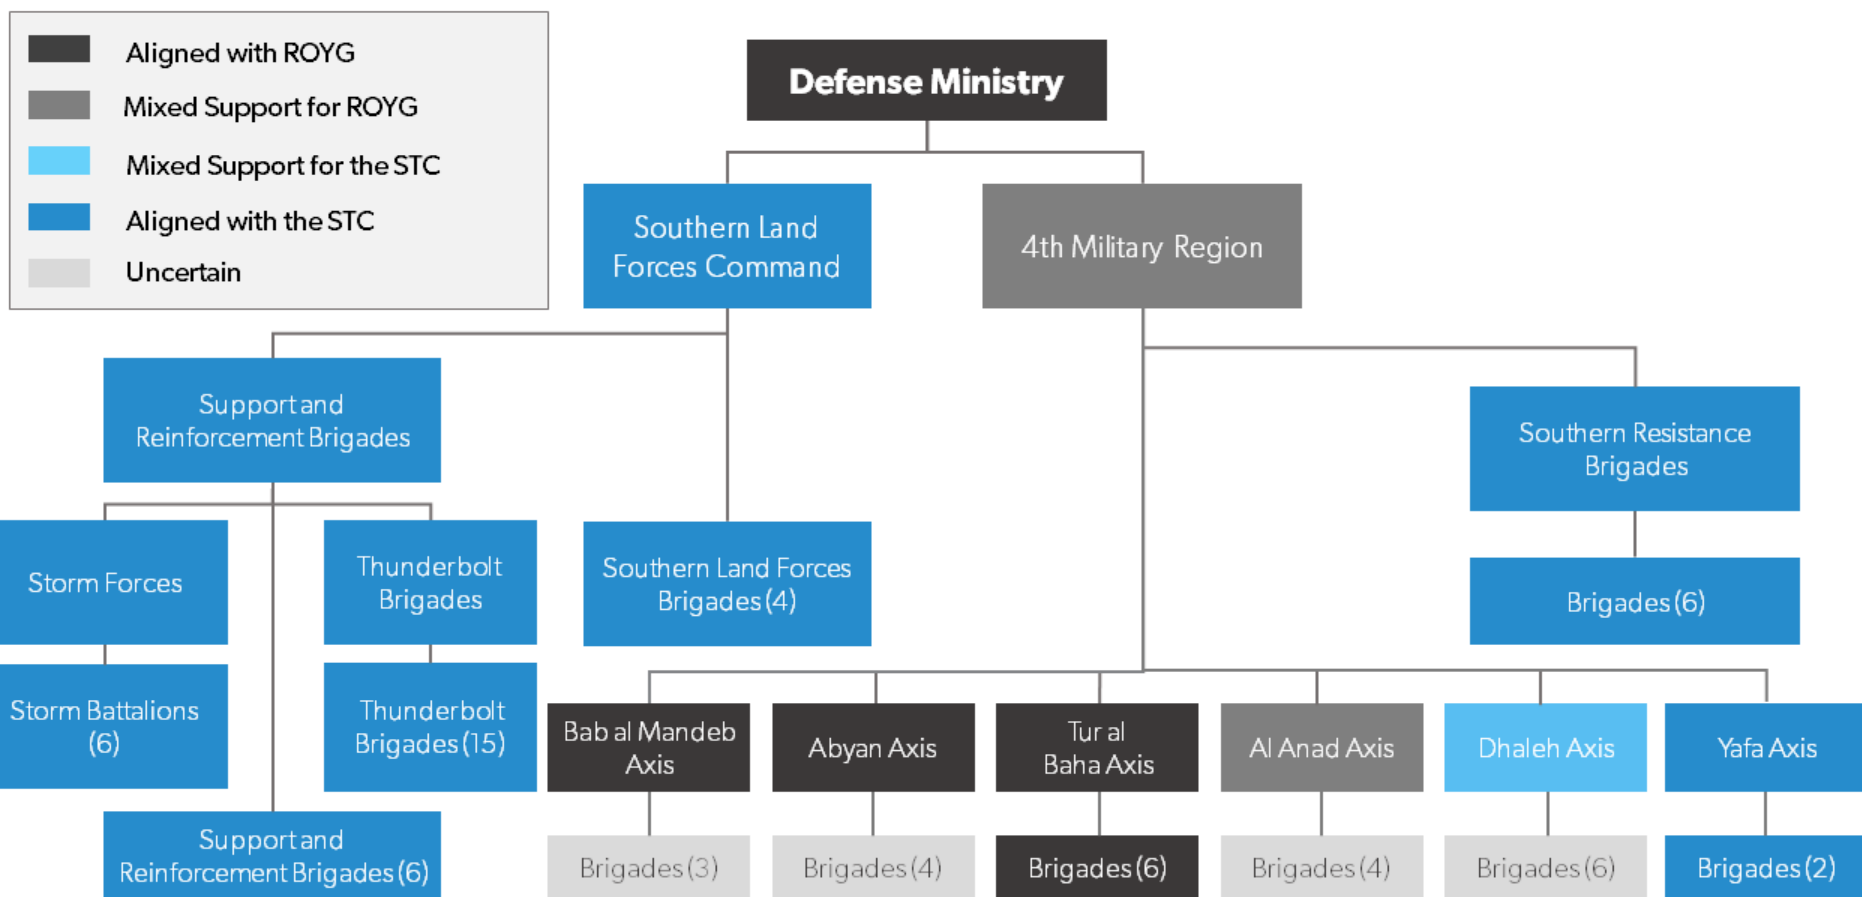 Aligned with ROYG
Mixed Support for ROYG
Mixed Support for the STC
Aligned with the STC
Uncertain
Defense Ministry
Southern Land
Forces Command
4th Military Region
Support and
Reinforcement Brigades
Southern Resistance
Brigades
Storm Forces
Thunderbolt
Brigades
Southern Land Forces
Brigades (4)
Brigades (6)
Storm Battalions
(6)
Thunderbolt
Brigades (15)
Support and
Reinforcement Brigades (6)
Bab al Mandeb
Axis
Abyan Axis
Tur al
Baha Axis
Al Anad Axis
Dhaleh Axis
Yafa Axis
Brigades (3)
Brigades (4)
Brigades (6)
Brigades (4)
Brigades (6)
Brigades (2)